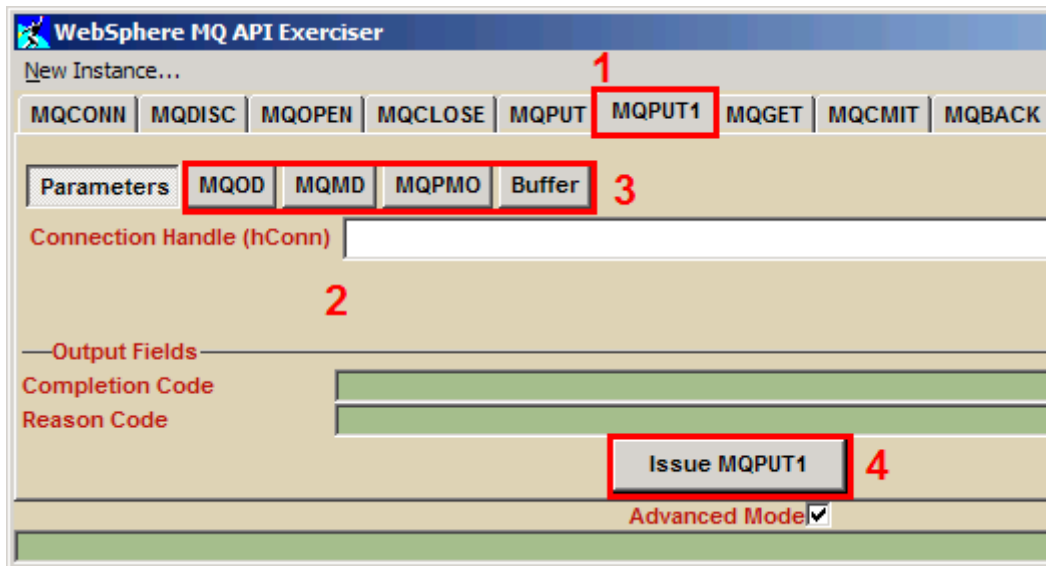 WebSphere MQ API Exerciser
New Instance...
1
MQCONN MQDISC MQOPEN MQCLOSE MQPUT MQPUT1 MQGET MQCMIT MQBACK
Parameters MQOD MQMD MQPMO Buffer 3
Connection Handle (hConn)
2
Output Fields
Completion Code
Reason Code
Issue MQPUT1 4
Advanced Mode